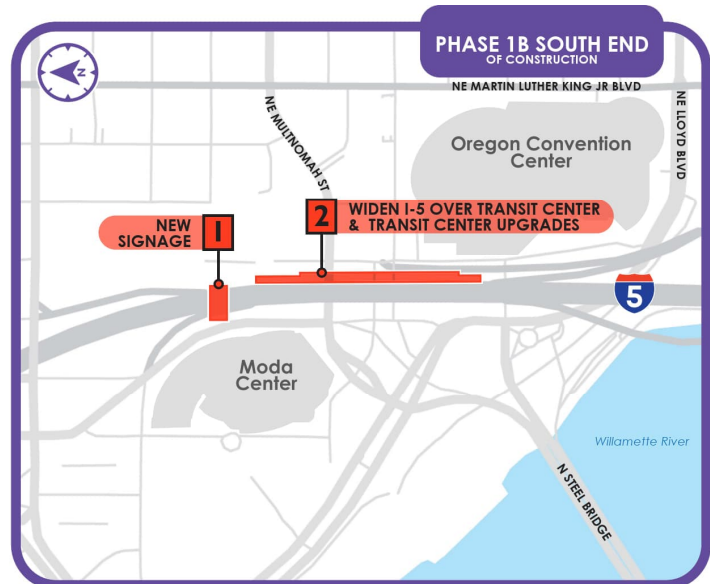 PHASE 1B SOUTH END
OF CONSTRUCTION
N
NE MARTIN LUTHER KING JR BLVD
NE LLOYD BLVD
NE MULTNOMAH ST
Oregon Convention
Center
NEW
SIGNAGE
1
2
WIDEN I-5 OVER TRANSIT CENTER
& TRANSIT CENTER UPGRADES
5
Moda
Center
Willamette River
N STEEL BRIDGE